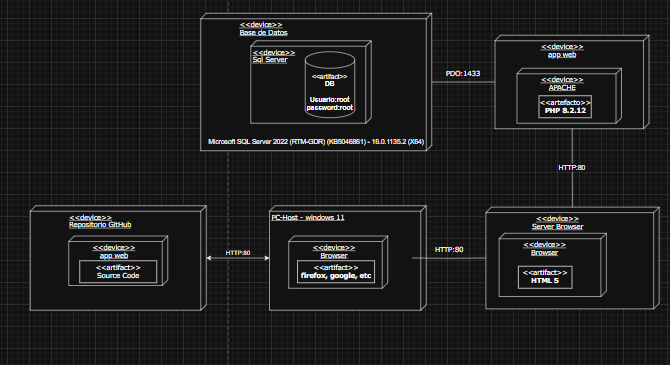 <<device>>
Base de Datos
<<device>>
Sql Server
<<artifact>>
DB
Usuario:root
password:root
Microsoft SQL Server 2022 (RTM-GDR) (KB5046861) - 16.0.1135.2 (X64)
PDO:1433
<<device>>
app web
<<device>>
APACHE
<<artefacto>>
PHP 8.2.12
HTTP:80
<<device>>
Repositorio GitHub
<<device>>
app web
<<artifact>>
Source Code
HTTP:80
PC-Host - windows 11
<<device>>
Browser
<<artifact>>
firefox, google, etc
HTTP:80
<<device>>
Server Browser
<<device>>
Browser
<<artifact>>
HTML 5